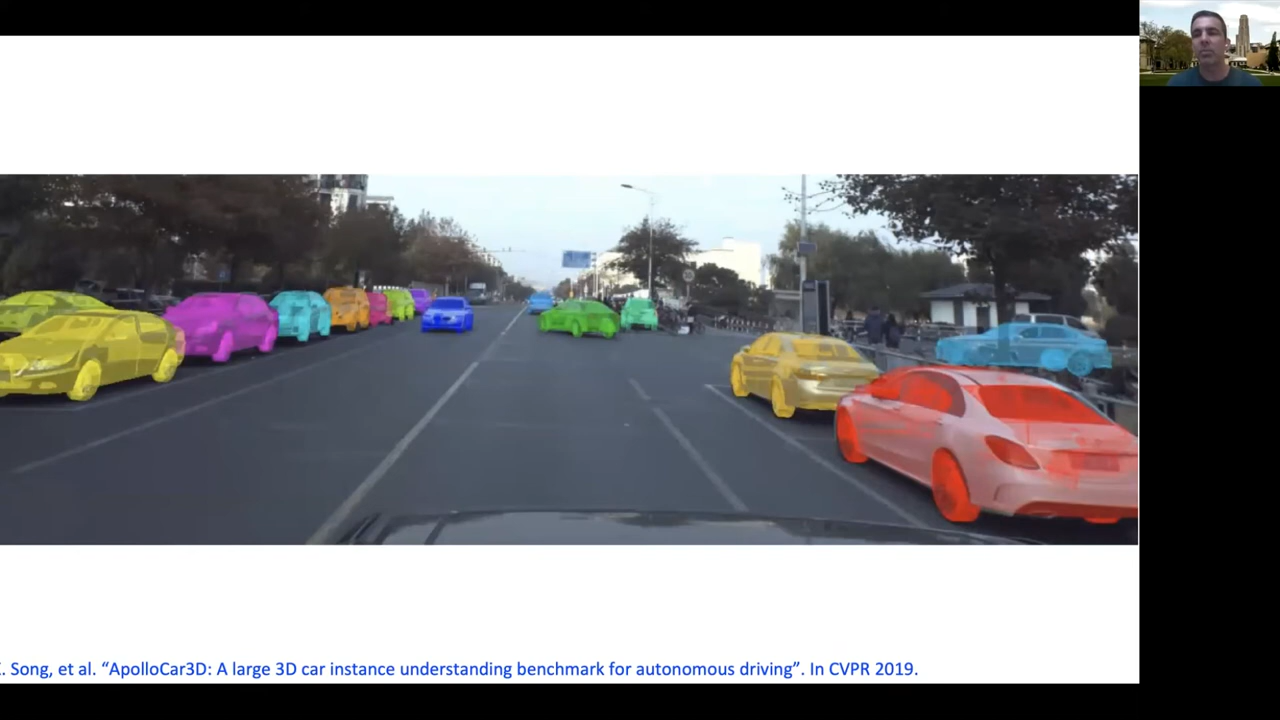 . Song, et al. “ApolloCar3D: A large 3D car instance understanding benchmark for autonomous driving”. In CVPR 2019.